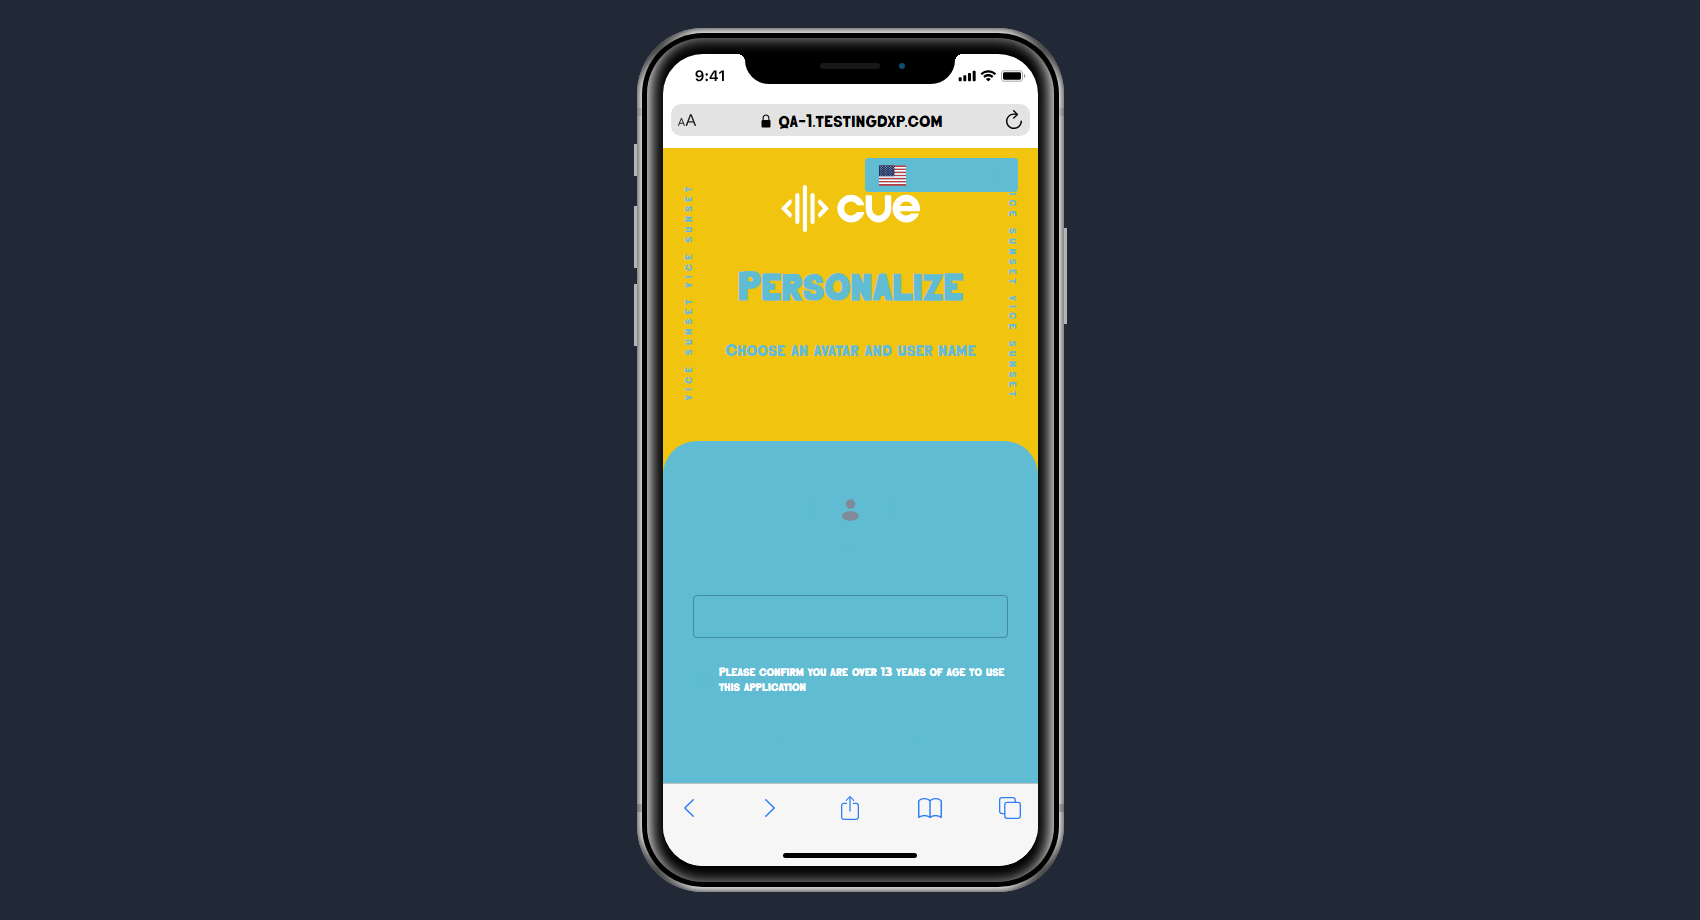 9:41
AA
QA-1.TESTINGDXP.COM
cue
VICE SUNSET VICE SUNSET
ICE SUNSET VICE SUNSET
PERSONALIZE
CHOOSE AN AVATAR AND USER NAME
PLEASE CONFIRM YOU ARE OVER 13 YEARS OF AGE TO USE
THIS APPLICATION